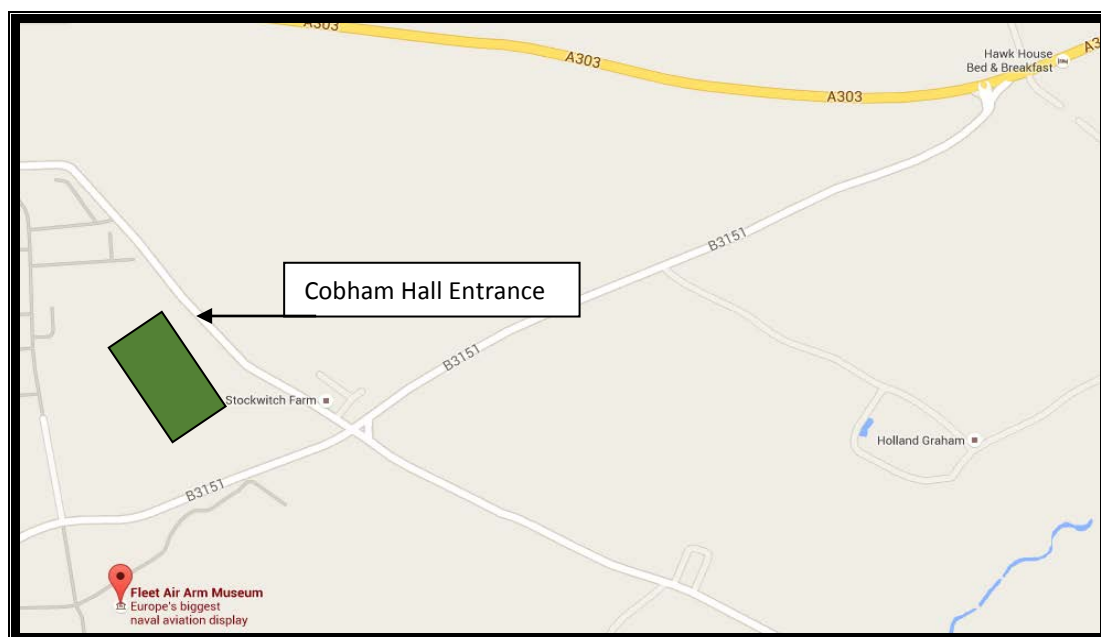 A303
A303
Hawk House
Bed & Breakfast
A303
B3151
Cobham Hall Entrance
B3151
Stockwitch Farm
Holland Graham
B3151
Fleet Air Arm Museum
Europe's biggest
naval aviation display